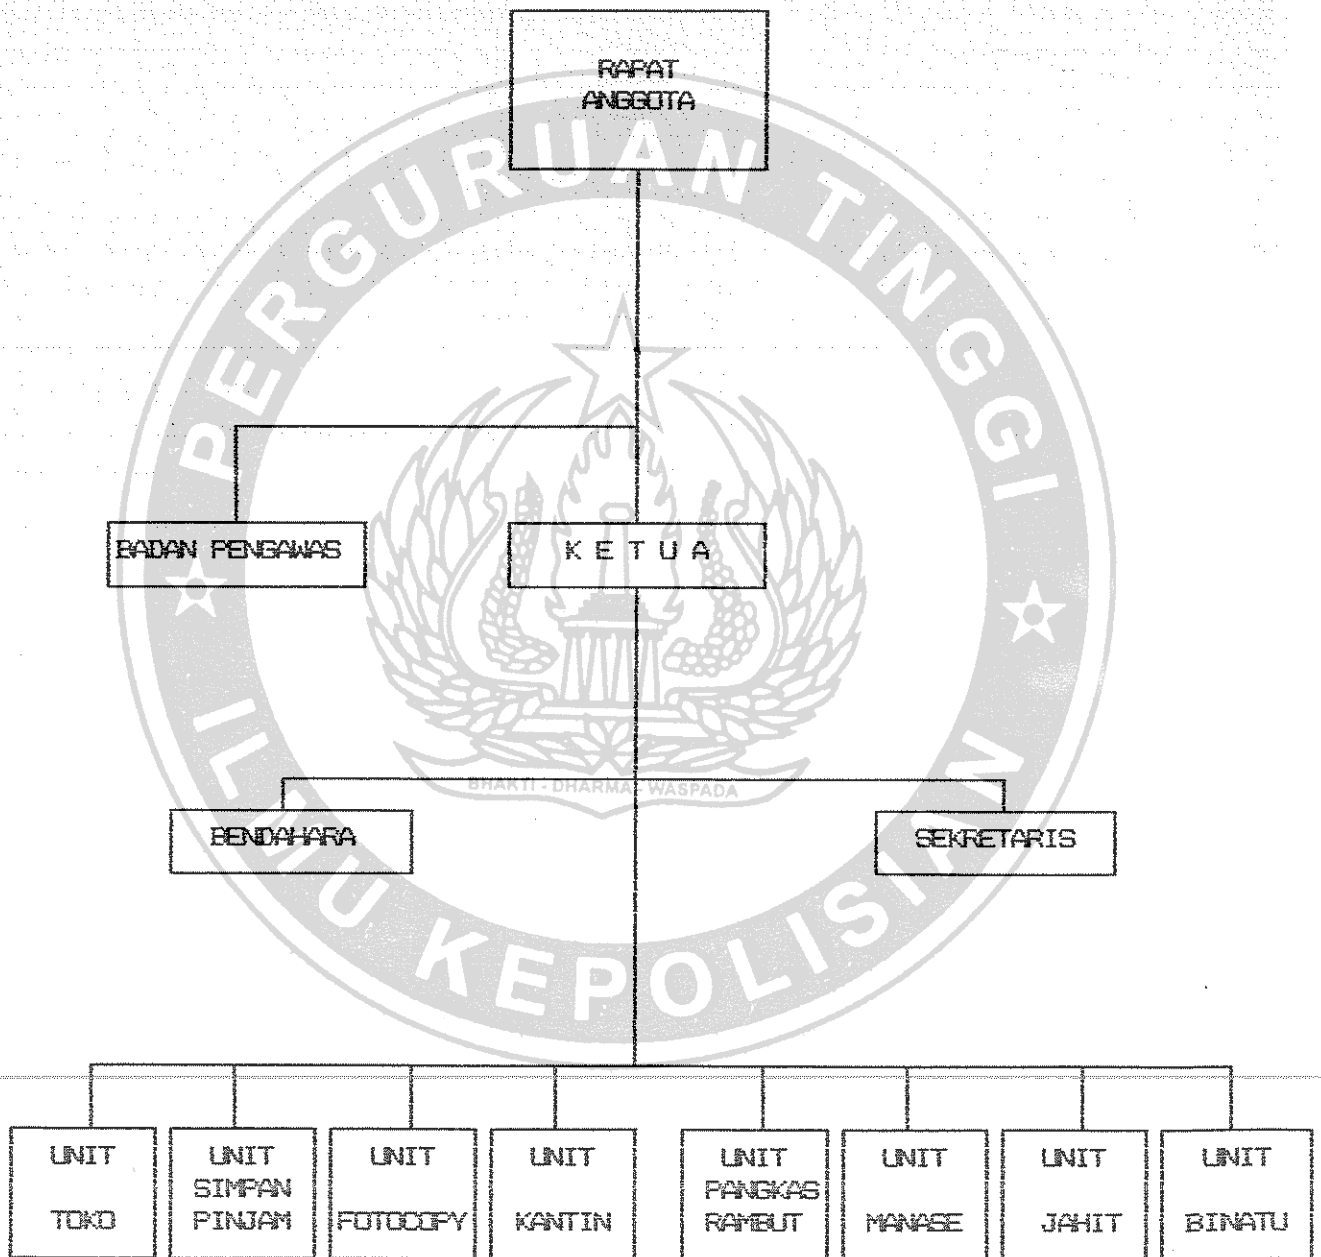 RAPAT
ANGGOTA
PERGURUAN TINGGI
BADAN PENGAWAS
K E T U A
BHAKTI - DHARMA - WASPADA
BENDAHARA
SEKRETARIS
ILMU KEPOLISIAN
UNIT
TOKO
UNIT
SIMPAN
PINJAM
UNIT
FOTOCOPY
UNIT
KANTIN
UNIT
PANGKAS
RAMBUT
UNIT
MANASE
UNIT
JAHIT
UNIT
BINATU